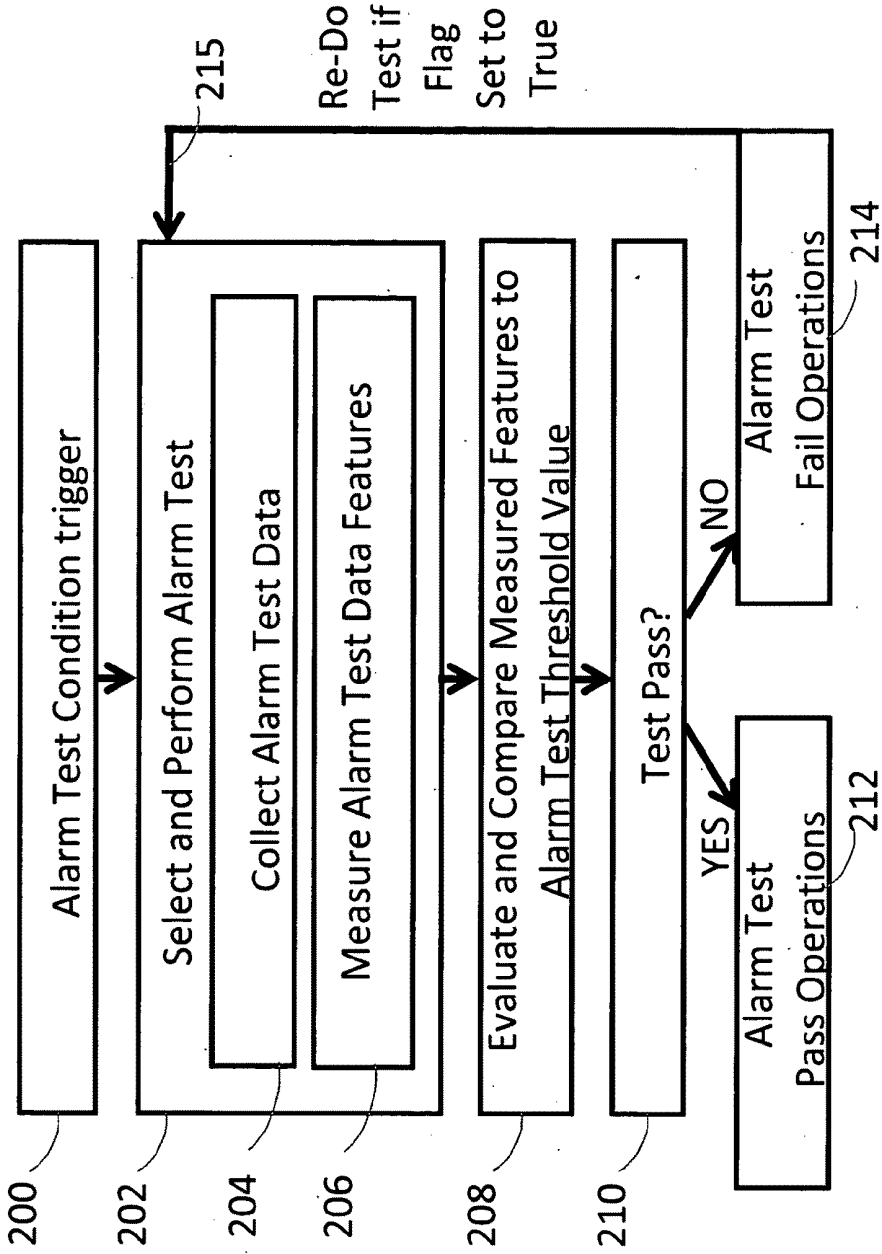 200
Alarm Test Condition trigger
202
Select and Perform Alarm Test
204
Collect Alarm Test Data
206
Measure Alarm Test Data Features
215
Re-Do
Test if
Flag
Set to
True
208
Evaluate and Compare Measured Features to
Alarm Test Threshold Value
210
Test Pass?
YES
NO
Alarm Test
Pass Operations
212
Alarm Test
Fail Operations
214